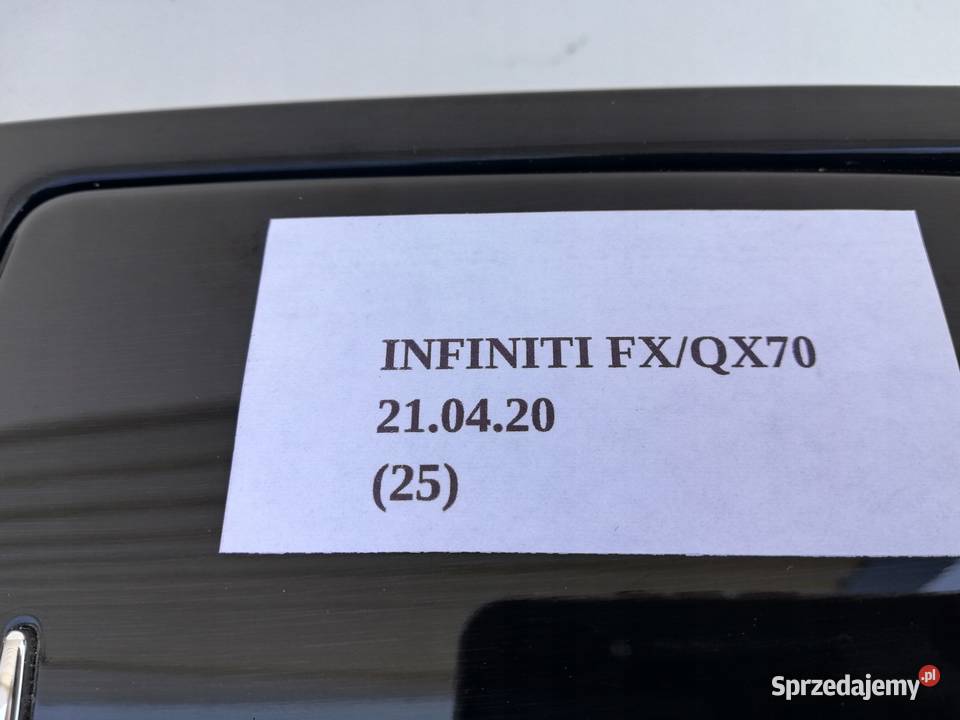 INFINITI FX/QX70
21.04.20
(25)
Sprzedajemy.pl